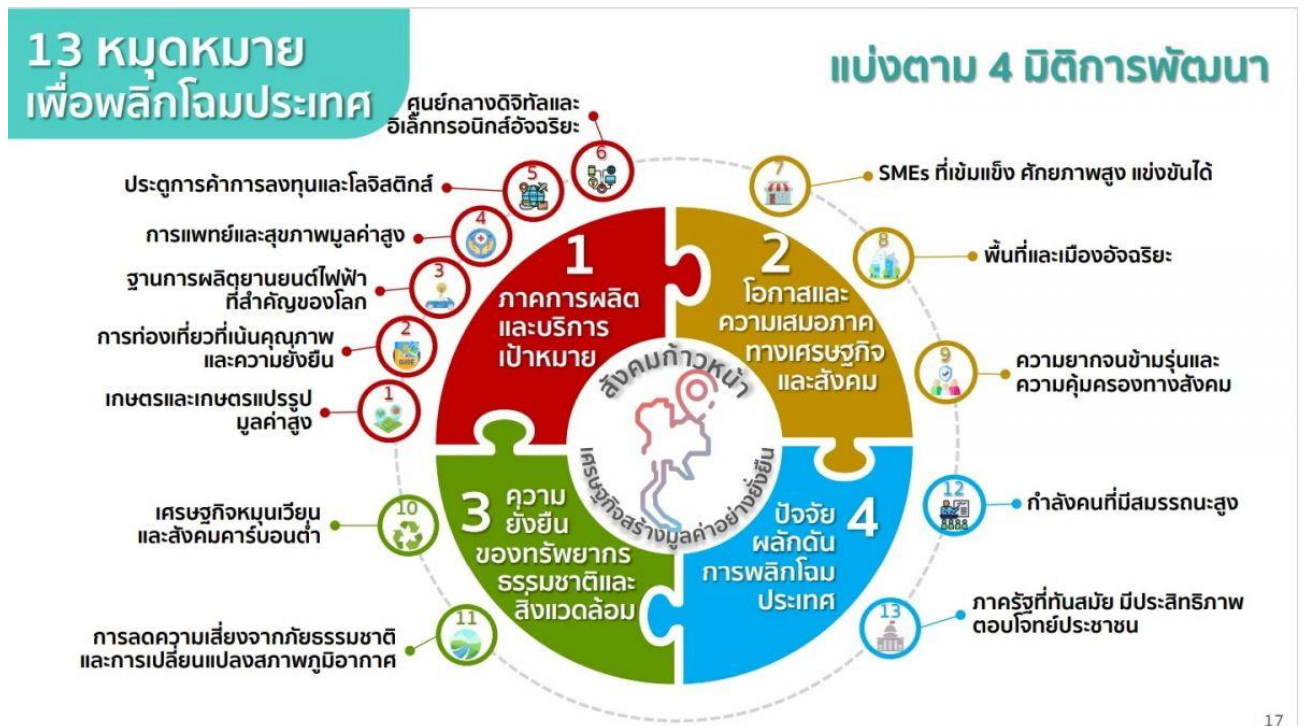 13 หมุดหมาย
เพื่อพลิกโฉมประเทศ
แบ่งตาม 4 มิติการพัฒนา
ศูนย์กลางดิจิทัลและ
อิเล็กทรอนิกส์อัจฉริยะ
6
ประตูการค้าการลงทุนและโลจิสติกส์
5
การแพทย์และสุขภาพมูลค่าสูง
4
ฐานการผลิตยานยนต์ไฟฟ้า
ที่สำคัญของโลก
3
การท่องเที่ยวที่เน้นคุณภาพ
และความยั่งยืน
2
GUIDE
เกษตรและเกษตรแปรรูป
มูลค่าสูง
1
7
SMEs ที่เข้มแข็ง ศักยภาพสูง แข่งขันได้
8
พื้นที่และเมืองอัจฉริยะ
9
ความยากจนข้ามรุ่นและ
ความคุ้มครองทางสังคม
1
ภาคการผลิต
และบริการ
เป้าหมาย
2
โอกาสและ
ความเสมอภาค
ทางเศรษฐกิจ
และสังคม
สังคมก้าวหน้า
เศรษฐกิจสร้างมูลค่าอย่างยั่งยืน
3 ความ
ยั่งยืน
ของทรัพยากร
ธรรมชาติและ
สิ่งแวดล้อม
ปัจจัย 4
ผลักดัน
การพลิกโฉม
ประเทศ
เศรษฐกิจหมุนเวียน
และสังคมคาร์บอนต่ำ
10
การลดความเสี่ยงจากภัยธรรมชาติ
และการเปลี่ยนแปลงสภาพภูมิอากาศ
11
12
กำลังคนที่มีสมรรถนะสูง
13
ภาครัฐที่ทันสมัย มีประสิทธิภาพ
ตอบโจทย์ประชาชน
17